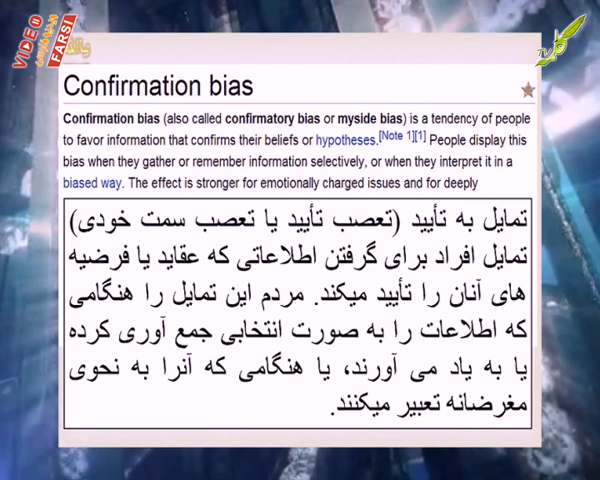 VIDEO
FARSI
TV
Confirmation bias
Confirmation bias (also called confirmatory bias or myside bias) is a tendency of people
to favor information that confirms their beliefs or hypotheses.[Note 1][1] People display this
bias when they gather or remember information selectively, or when they interpret it in a
biased way. The effect is stronger for emotionally charged issues and for deeply
تمایل به تأیید (تعصب تأیید یا تعصب سمت خودی)
تمایل افراد برای گرفتن اطلاعاتی که عقاید یا فرضیه
های آنان را تأیید میکند. مردم این تمایل را هنگامی
که اطلاعات را به صورت انتخابی جمع آوری کرده
یا به یاد می آورند، یا هنگامی که آنرا به نحوی
مغرضانه تعبیر میکنند.